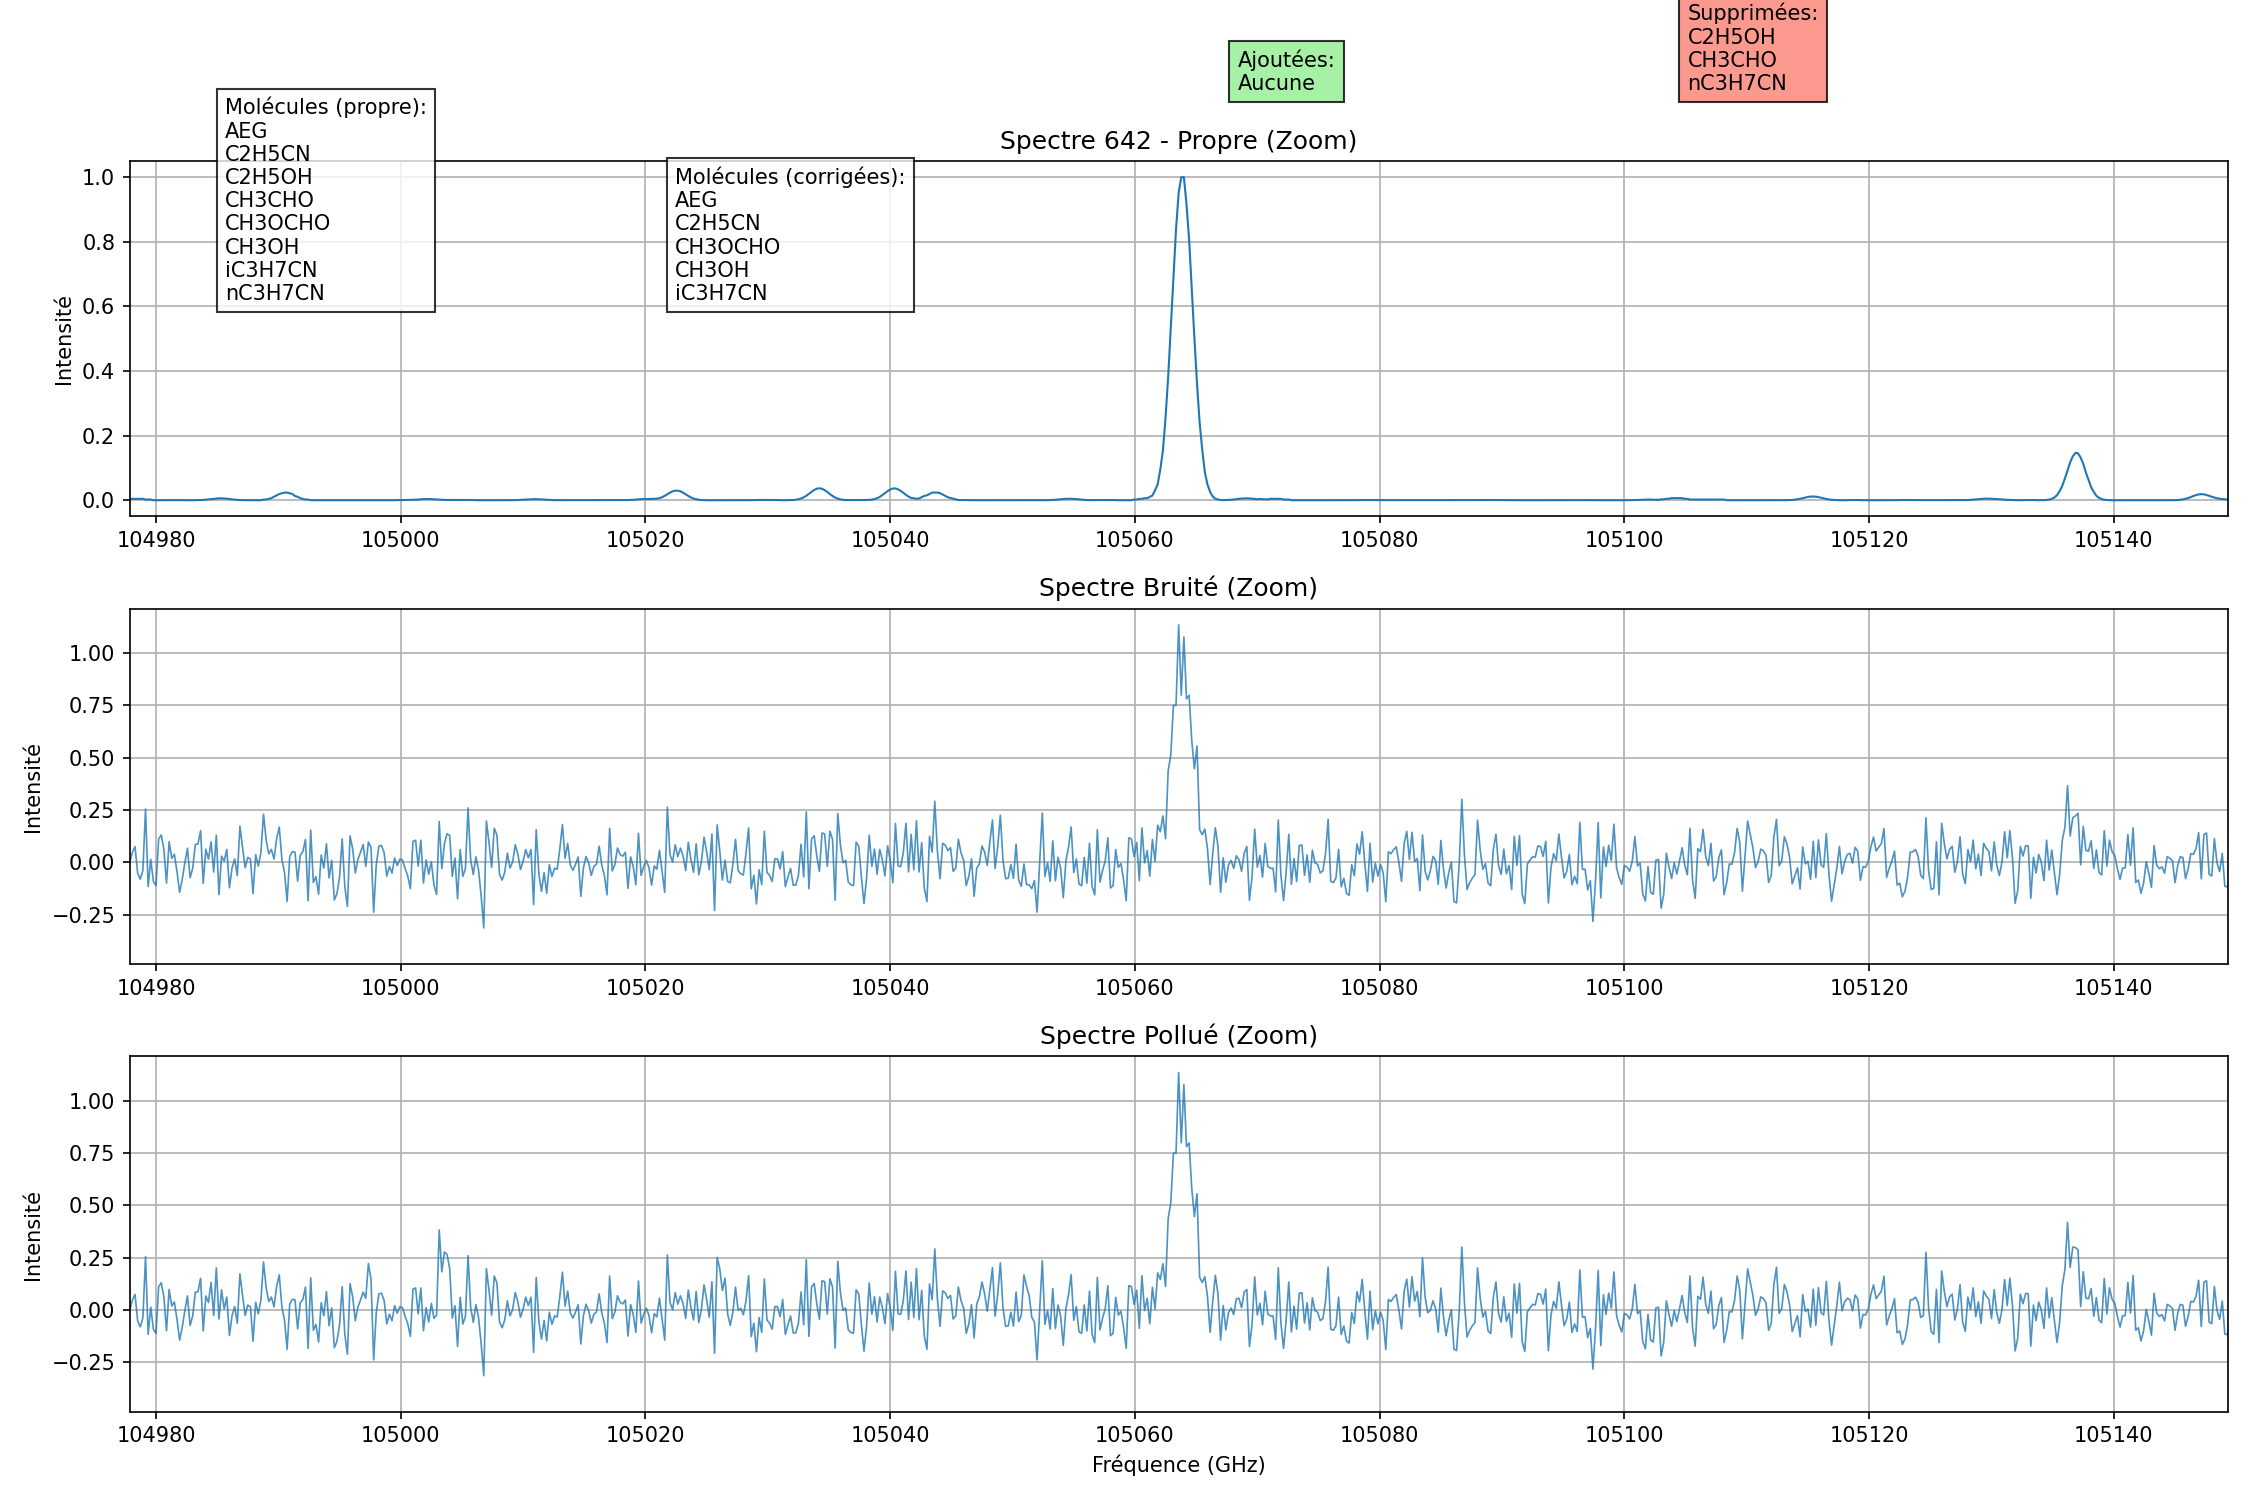 Supprimées:
C2H5OH
CH3CHO
nC3H7CN
Ajoutées:
Aucune
Molécules (propre):
AEG
C2H5CN
C2H5OH
CH3CHO
CH3OCHO
CH3OH
iC3H7CN
nC3H7CN
Molécules (corrigées):
AEG
C2H5CN
CH3OCHO
CH3OH
iC3H7CN
Spectre 642 - Propre (Zoom)
Intensité
1.0
0.8
0.6
0.4
0.2
0.0
104980 105000 105020 105040 105060 105080 105100 105120 105140
Spectre Bruité (Zoom)
Intensité
1.00
0.75
0.50
0.25
0.00
−0.25
104980 105000 105020 105040 105060 105080 105100 105120 105140
Spectre Pollué (Zoom)
Intensité
1.00
0.75
0.50
0.25
0.00
−0.25
104980 105000 105020 105040 105060 105080 105100 105120 105140
Fréquence (GHz)